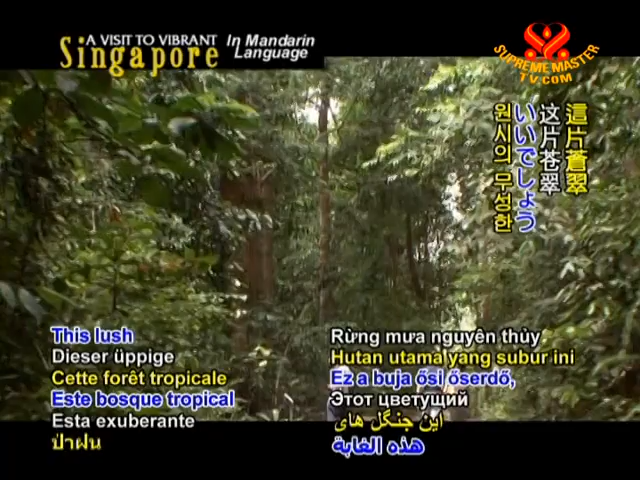 A VISIT TO VIBRANT
Singapore
In Mandarin
Language
SUPREME MASTER
TV.COM
這片蒼翠
这片苍翠
いいでしょう
원시의 무성한
This lush
Dieser üppige
Cette forêt tropicale
Este bosque tropical
Esta exuberante
ป่าฝน
Rừng mưa nguyên thủy
Hutan utama yang subur ini
Ez a buja ősi őserdő,
Этот цветущий
این جنگل های
هذه الغابة